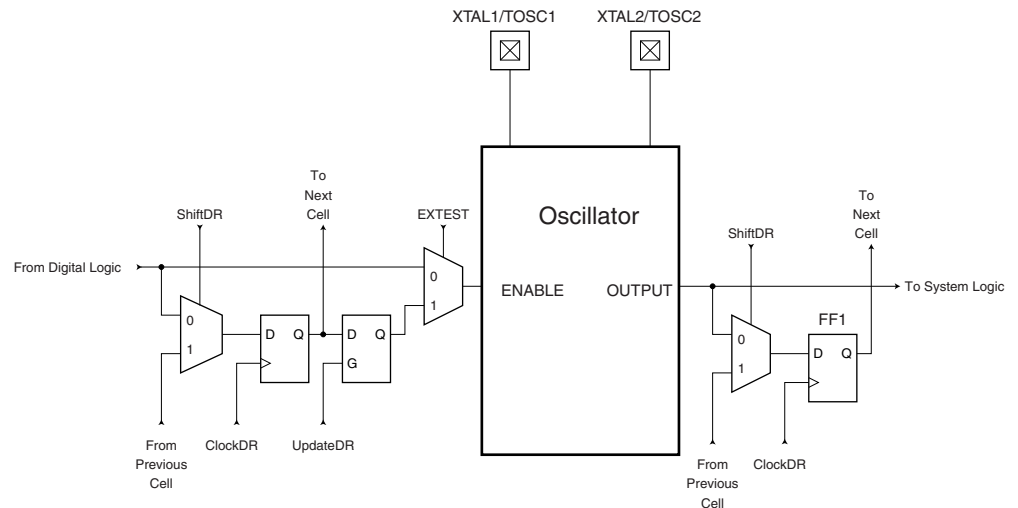 XTAL1/TOSC1
XTAL2/TOSC2
To
Next
Cell
ShiftDR
EXTEST
From Digital Logic
0
1
D Q
D Q
G
0
1
Oscillator
ENABLE
OUTPUT
From
Previous
Cell
ClockDR
UpdateDR
To
Next
Cell
ShiftDR
To System Logic
FF1
0
1
D Q
From
Previous
Cell
ClockDR